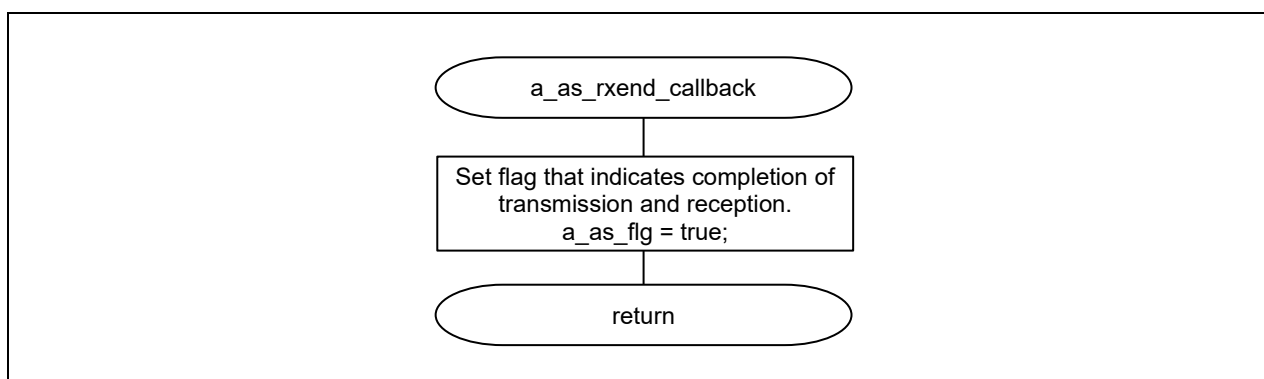 a_as_rxend_callback
Set flag that indicates completion of
transmission and reception.
a_as_flg = true;
return